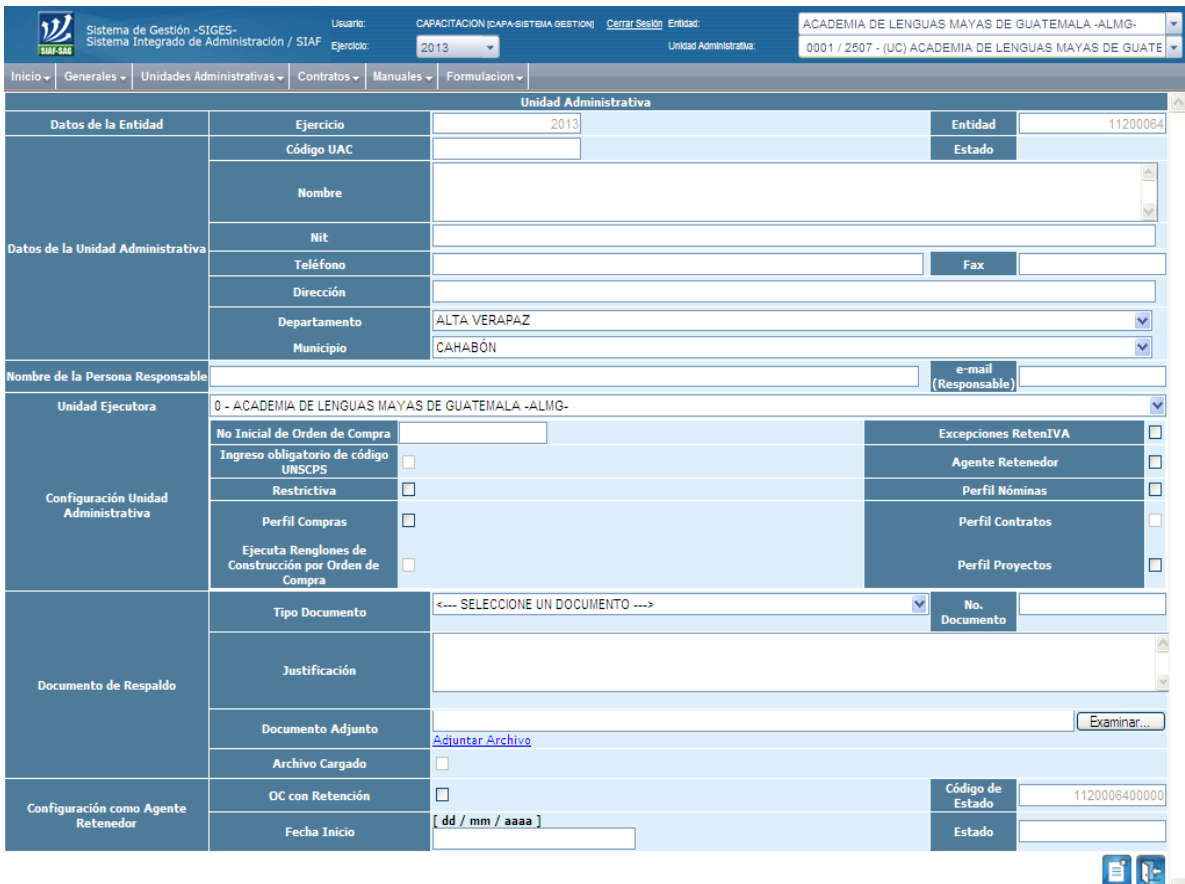 SIAF-SAG
Sistema de Gestión -SIGES-
Sistema Integrado de Administración / SIAF
Usuario:
CAPACITACION [CAPA-SISTEMA GESTION]
Cerrar Sesión
Entidad:
ACADEMIA DE LENGUAS MAYAS DE GUATEMALA -ALMG-
Ejercicio:
2013
Unidad Administrativa:
0001 / 2507 - (UC) ACADEMIA DE LENGUAS MAYAS DE GUATE
Inicio Generales Unidades Administrativas Contratos Manuales Formulacion
Unidad Administrativa
Datos de la Entidad
Ejercicio
2013
Entidad
11200064
Datos de la Unidad Administrativa
Código UAC
Estado
Nombre
Nit
Teléfono
Fax
Dirección
Departamento
ALTA VERAPAZ
Municipio
CAHABÓN
Nombre de la Persona Responsable
e-mail
(Responsable)
Unidad Ejecutora
0 - ACADEMIA DE LENGUAS MAYAS DE GUATEMALA -ALMG-
Configuración Unidad
Administrativa
No Inicial de Orden de Compra
Excepciones RetenIVA
Ingreso obligatorio de código
UNSCPS
Agente Retenedor
Restrictiva
Perfil Nóminas
Perfil Compras
Perfil Contratos
Ejecuta Renglones de
Construcción por Orden de
Compra
Perfil Proyectos
Documento de Respaldo
Tipo Documento
<--- SELECCIONE UN DOCUMENTO --->
No.
Documento
Justificación
Documento Adjunto
Examinar...
Adjuntar Archivo
Archivo Cargado
Configuración como Agente
Retenedor
OC con Retención
Código de
Estado
1120006400000
Fecha Inicio
[ dd / mm / aaaa ]
Estado